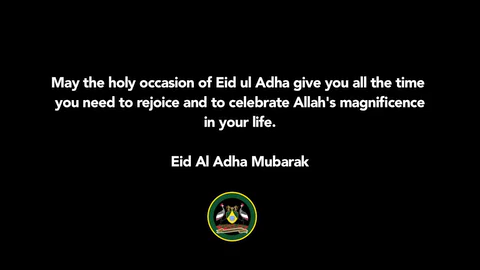 May the holy occasion of Eid ul Adha give you all the time
you need to rejoice and to celebrate Allah's magnificence
in your life.
Eid Al Adha Mubarak